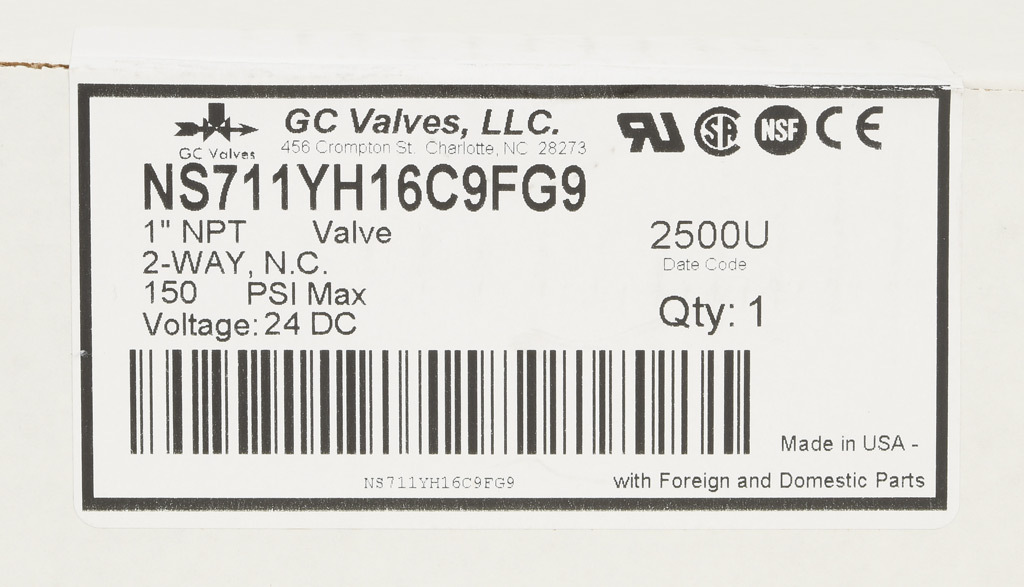 GC Valves
GC Valves, LLC.
456 Crompton St. Charlotte, NC 28273
NSF
CE
NS711YH16C9FG9
1" NPT Valve
2-WAY, N.C.
150 PSI Max
Voltage: 24 DC
2500U
Date Code
Qty: 1
NS711YH16C9FG9
Made in USA -
with Foreign and Domestic Parts